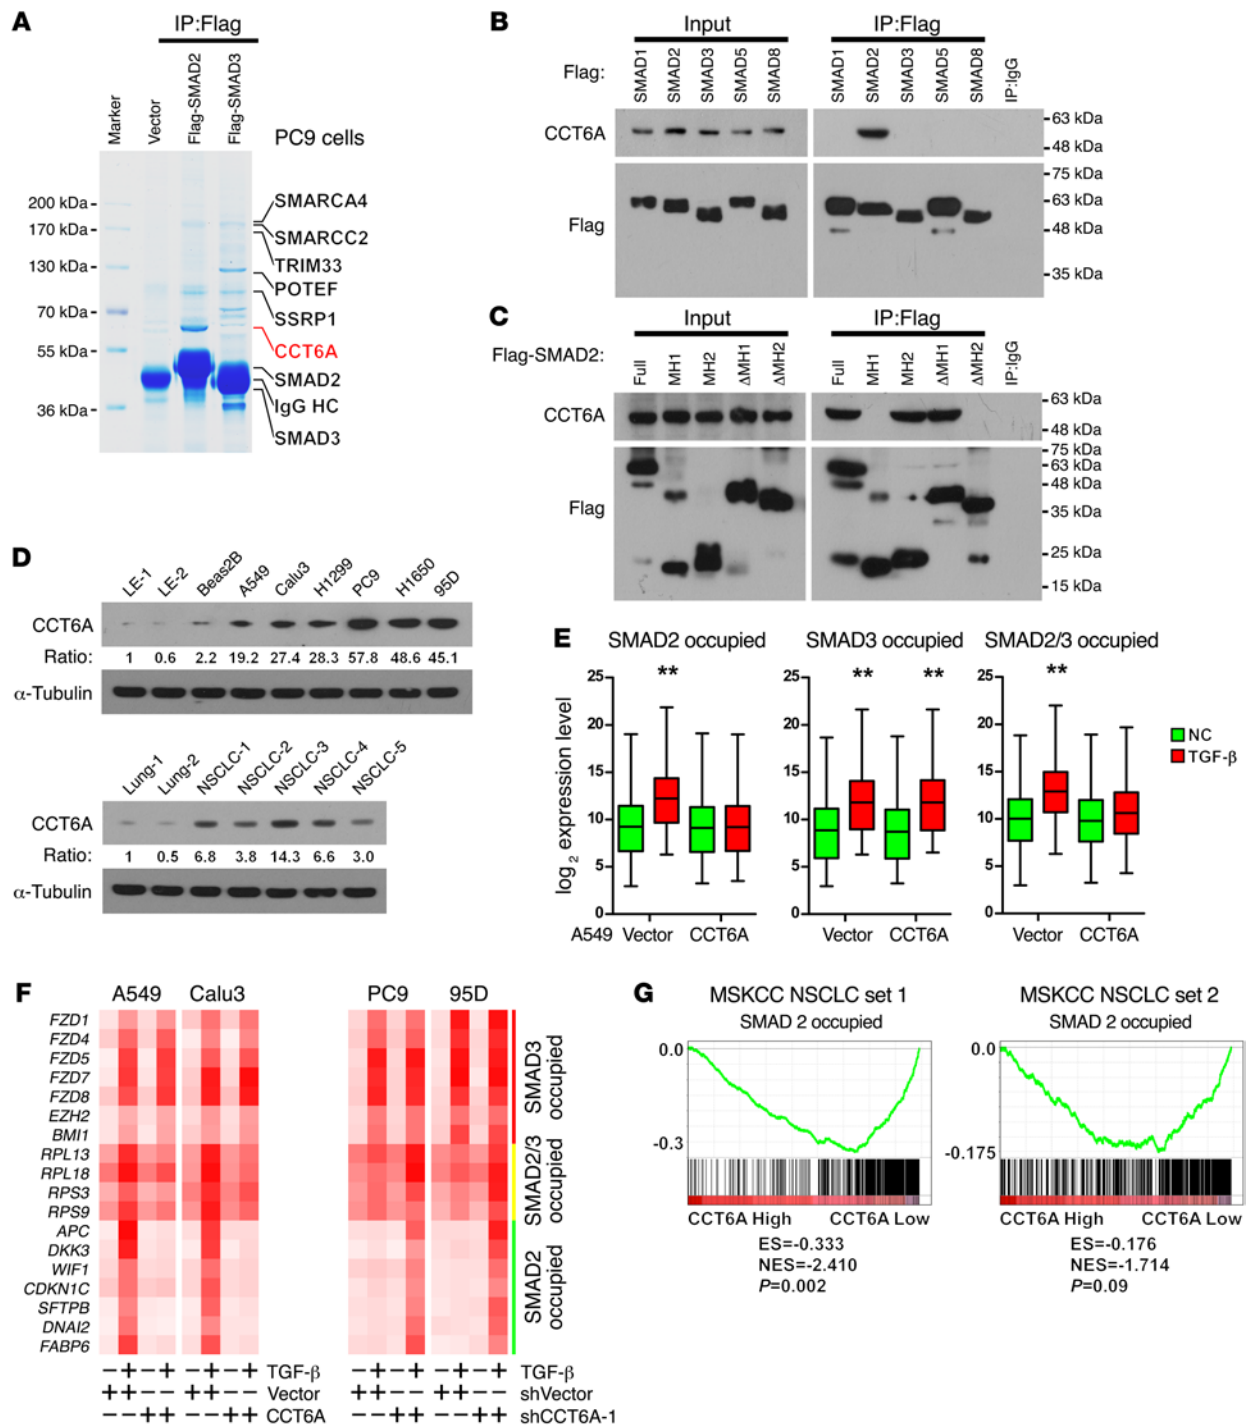 A
IP:Flag
Marker
Vector
Flag-SMAD2
Flag-SMAD3
PC9 cells
200 kDa
170 kDa
130 kDa
70 kDa
55 kDa
36 kDa
SMARCA4
SMARCC2
TRIM33
POTEF
SSRP1
CCT6A
SMAD2
IgG HC
SMAD3
B
Input
IP:Flag
Flag:
SMAD1
SMAD2
SMAD3
SMAD5
SMAD8
SMAD1
SMAD2
SMAD3
SMAD5
SMAD8
IP:IgG
CCT6A
63 kDa
48 kDa
Flag
75 kDa
63 kDa
48 kDa
35 kDa
C
Input
IP:Flag
Flag-SMAD2:
Full
MH1
MH2
ΔMH1
ΔMH2
Full
MH1
MH2
ΔMH1
ΔMH2
IP:IgG
CCT6A
63 kDa
48 kDa
Flag
75 kDa
63 kDa
48 kDa
35 kDa
25 kDa
15 kDa
D
LE-1
LE-2
Beas2B
A549
Calu3
H1299
PC9
H1650
95D
CCT6A
Ratio: 1 0.6 2.2 19.2 27.4 28.3 57.8 48.6 45.1
α-Tubulin
Lung-1
Lung-2
NSCLC-1
NSCLC-2
NSCLC-3
NSCLC-4
NSCLC-5
CCT6A
Ratio: 1 0.5 6.8 3.8 14.3 6.6 3.0
α-Tubulin
E
SMAD2 occupied
SMAD3 occupied
SMAD2/3 occupied
log2 expression level
25
20
15
10
5
0
**
25
20
15
10
5
0
** **
25
20
15
10
5
0
**
NC
TGF-β
A549 Vector CCT6A
Vector CCT6A
Vector CCT6A
F
A549 Calu3 PC9 95D
FZD1
FZD4
FZD5
FZD7
FZD8
EZH2
BMI1
RPL13
RPL18
RPS3
RPS9
APC
DKK3
WIF1
CDKN1C
SFTPB
DNAI2
FABP6
SMAD3 occupied
SMAD2/3 occupied
SMAD2 occupied
− + − + − + − + TGF-β − + − + − + − + TGF-β
+ + − − + + − − Vector + + − − + + − − shVector
− − + + − − + + CCT6A − − + + − − + + shCCT6A-1
G
MSKCC NSCLC set 1
SMAD 2 occupied
0.0
-0.3
CCT6A High CCT6A Low
ES=-0.333
NES=-2.410
P=0.002
MSKCC NSCLC set 2
SMAD 2 occupied
0.0
-0.175
CCT6A High CCT6A Low
ES=-0.176
NES=-1.714
P=0.09